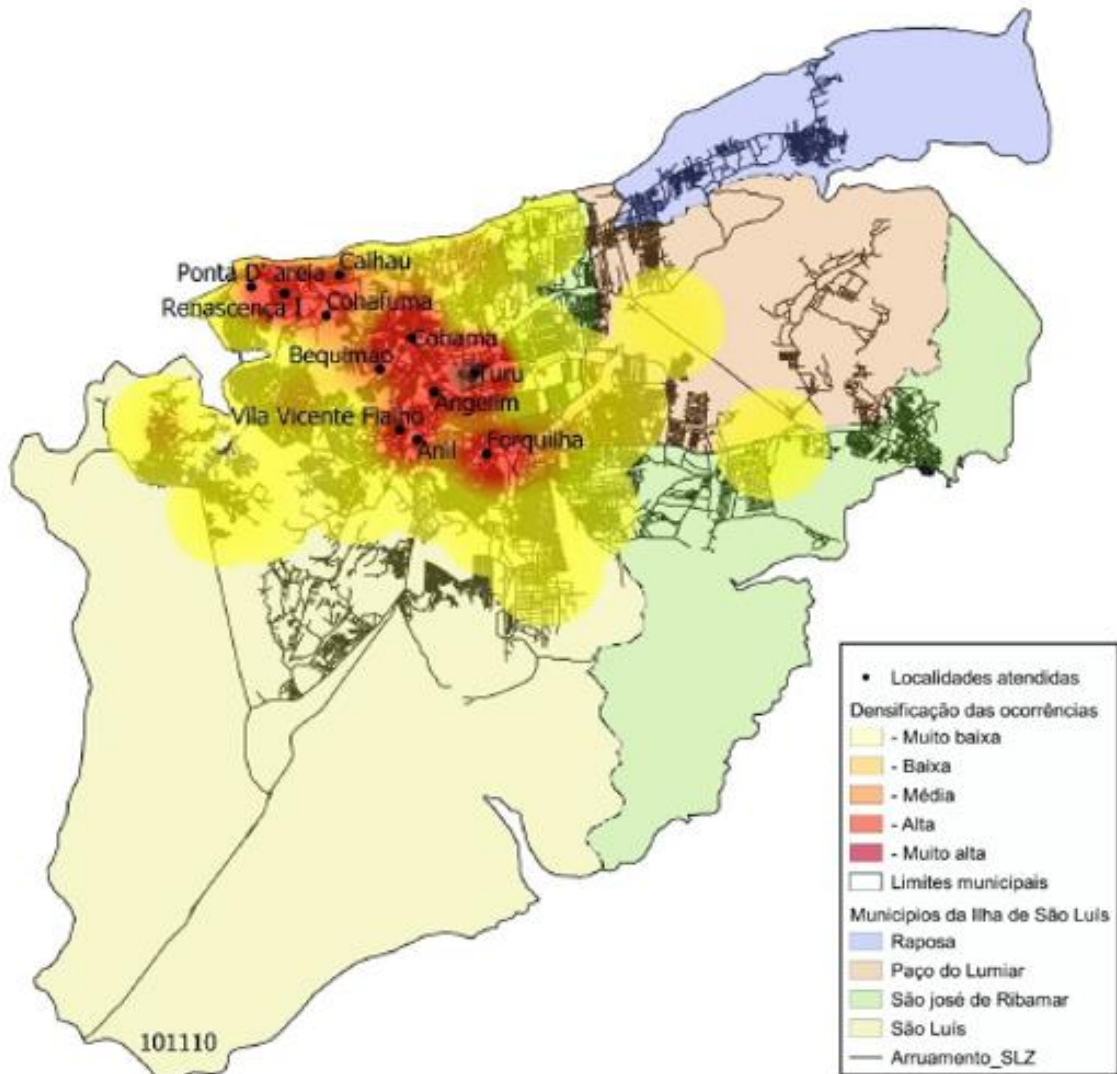 Calhau
Ponta D' areia
Renascença I
Cohafuma
Cohama
Bequimão
Turu
Angelim
Vila Vicente Fialho
Forquilha
Anil
101110
Localidades atendidas
Densificação das ocorrências
- Muito baixa
- Baixa
- Média
- Alta
- Muito alta
Limites municipais
Municipios da Ilha de São Luís
Raposa
Paço do Lumiar
São josé de Ribamar
São Luís
Arruamento_SLZ